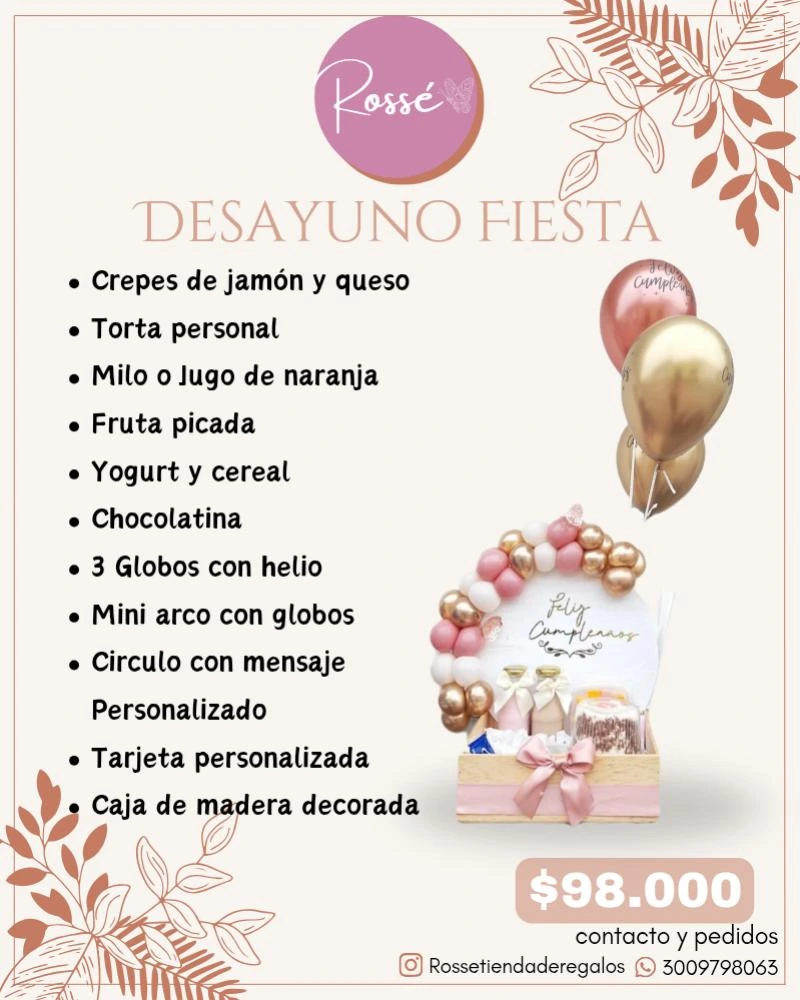 Rossé
Desayuno Fiesta
• Crepes de jamón y queso
• Torta personal
• Milo o Jugo de naranja
• Fruta picada
• Yogurt y cereal
• Chocolatina
• 3 Globos con helio
• Mini arco con globos
• Circulo con mensaje
Personalizado
• Tarjeta personalizada
• Caja de madera decorada
Feliz
Cumplean
Feliz
Cumpleaños
$98.000
contacto y pedidos
Rossetiendaderegalos 3009798063